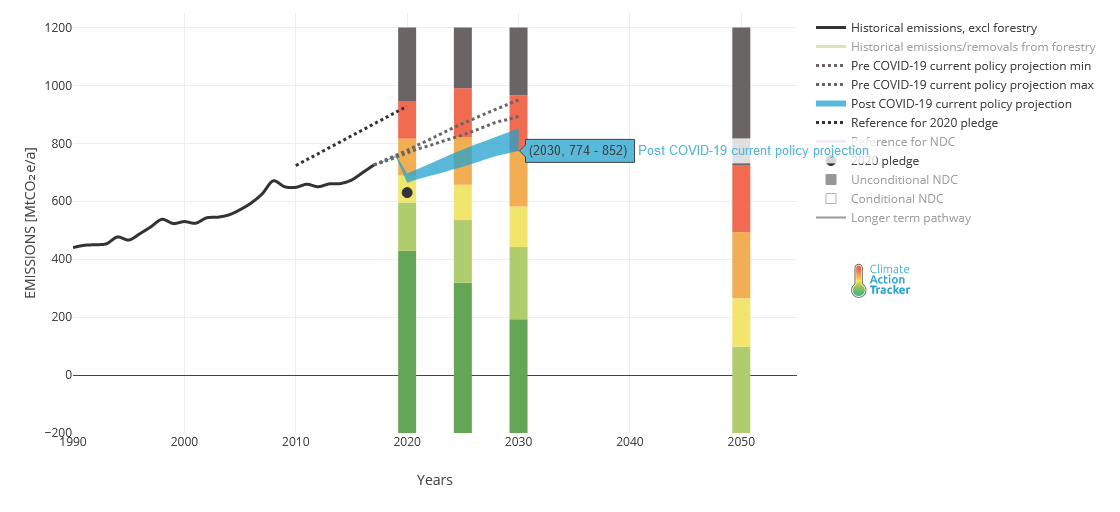 EMISSIONS [MtCO₂e/a]
1200
1000
800
600
400
200
0
−200
1990
2000
2010
2020
2030
2040
2050
Years
(2030, 774 - 852)
Post COVID-19 current policy projection
Historical emissions, excl forestry
Historical emissions/removals from forestry
Pre COVID-19 current policy projection min
Pre COVID-19 current policy projection max
Post COVID-19 current policy projection
Reference for 2020 pledge
Reference for NDC
2020 pledge
Unconditional NDC
Conditional NDC
Longer term pathway
Climate
Action
Tracker